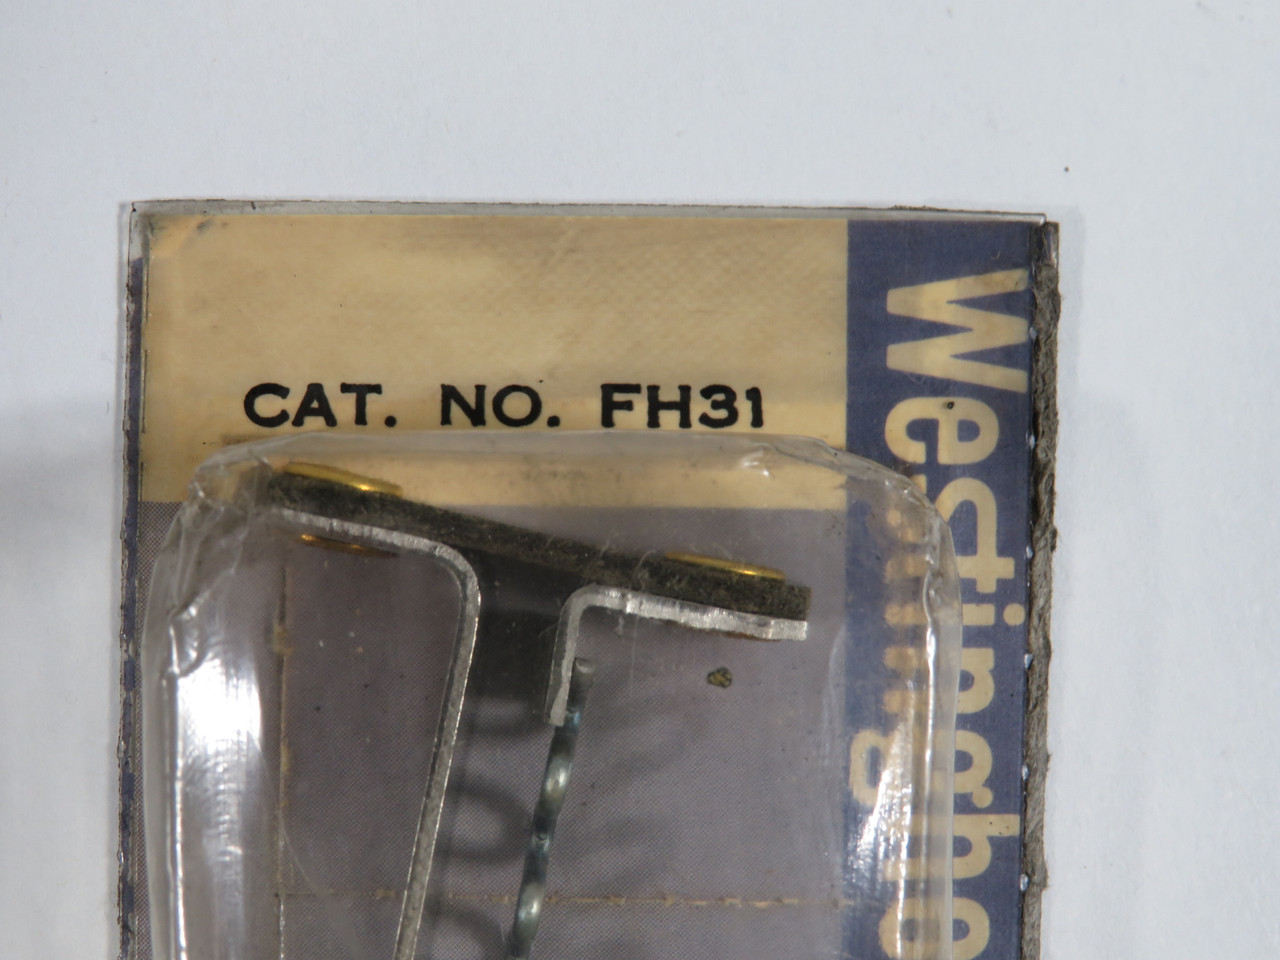 CAT. NO. FH31
Westingho